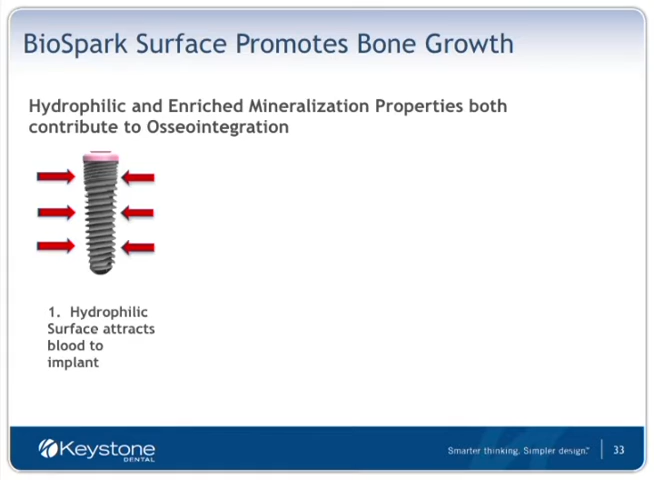 BioSpark Surface Promotes Bone Growth
Hydrophilic and Enriched Mineralization Properties both
contribute to Osseointegration
1. Hydrophilic
Surface attracts
blood to
implant
Keystone
DENTAL
Smarter thinking. Simpler design.™
33